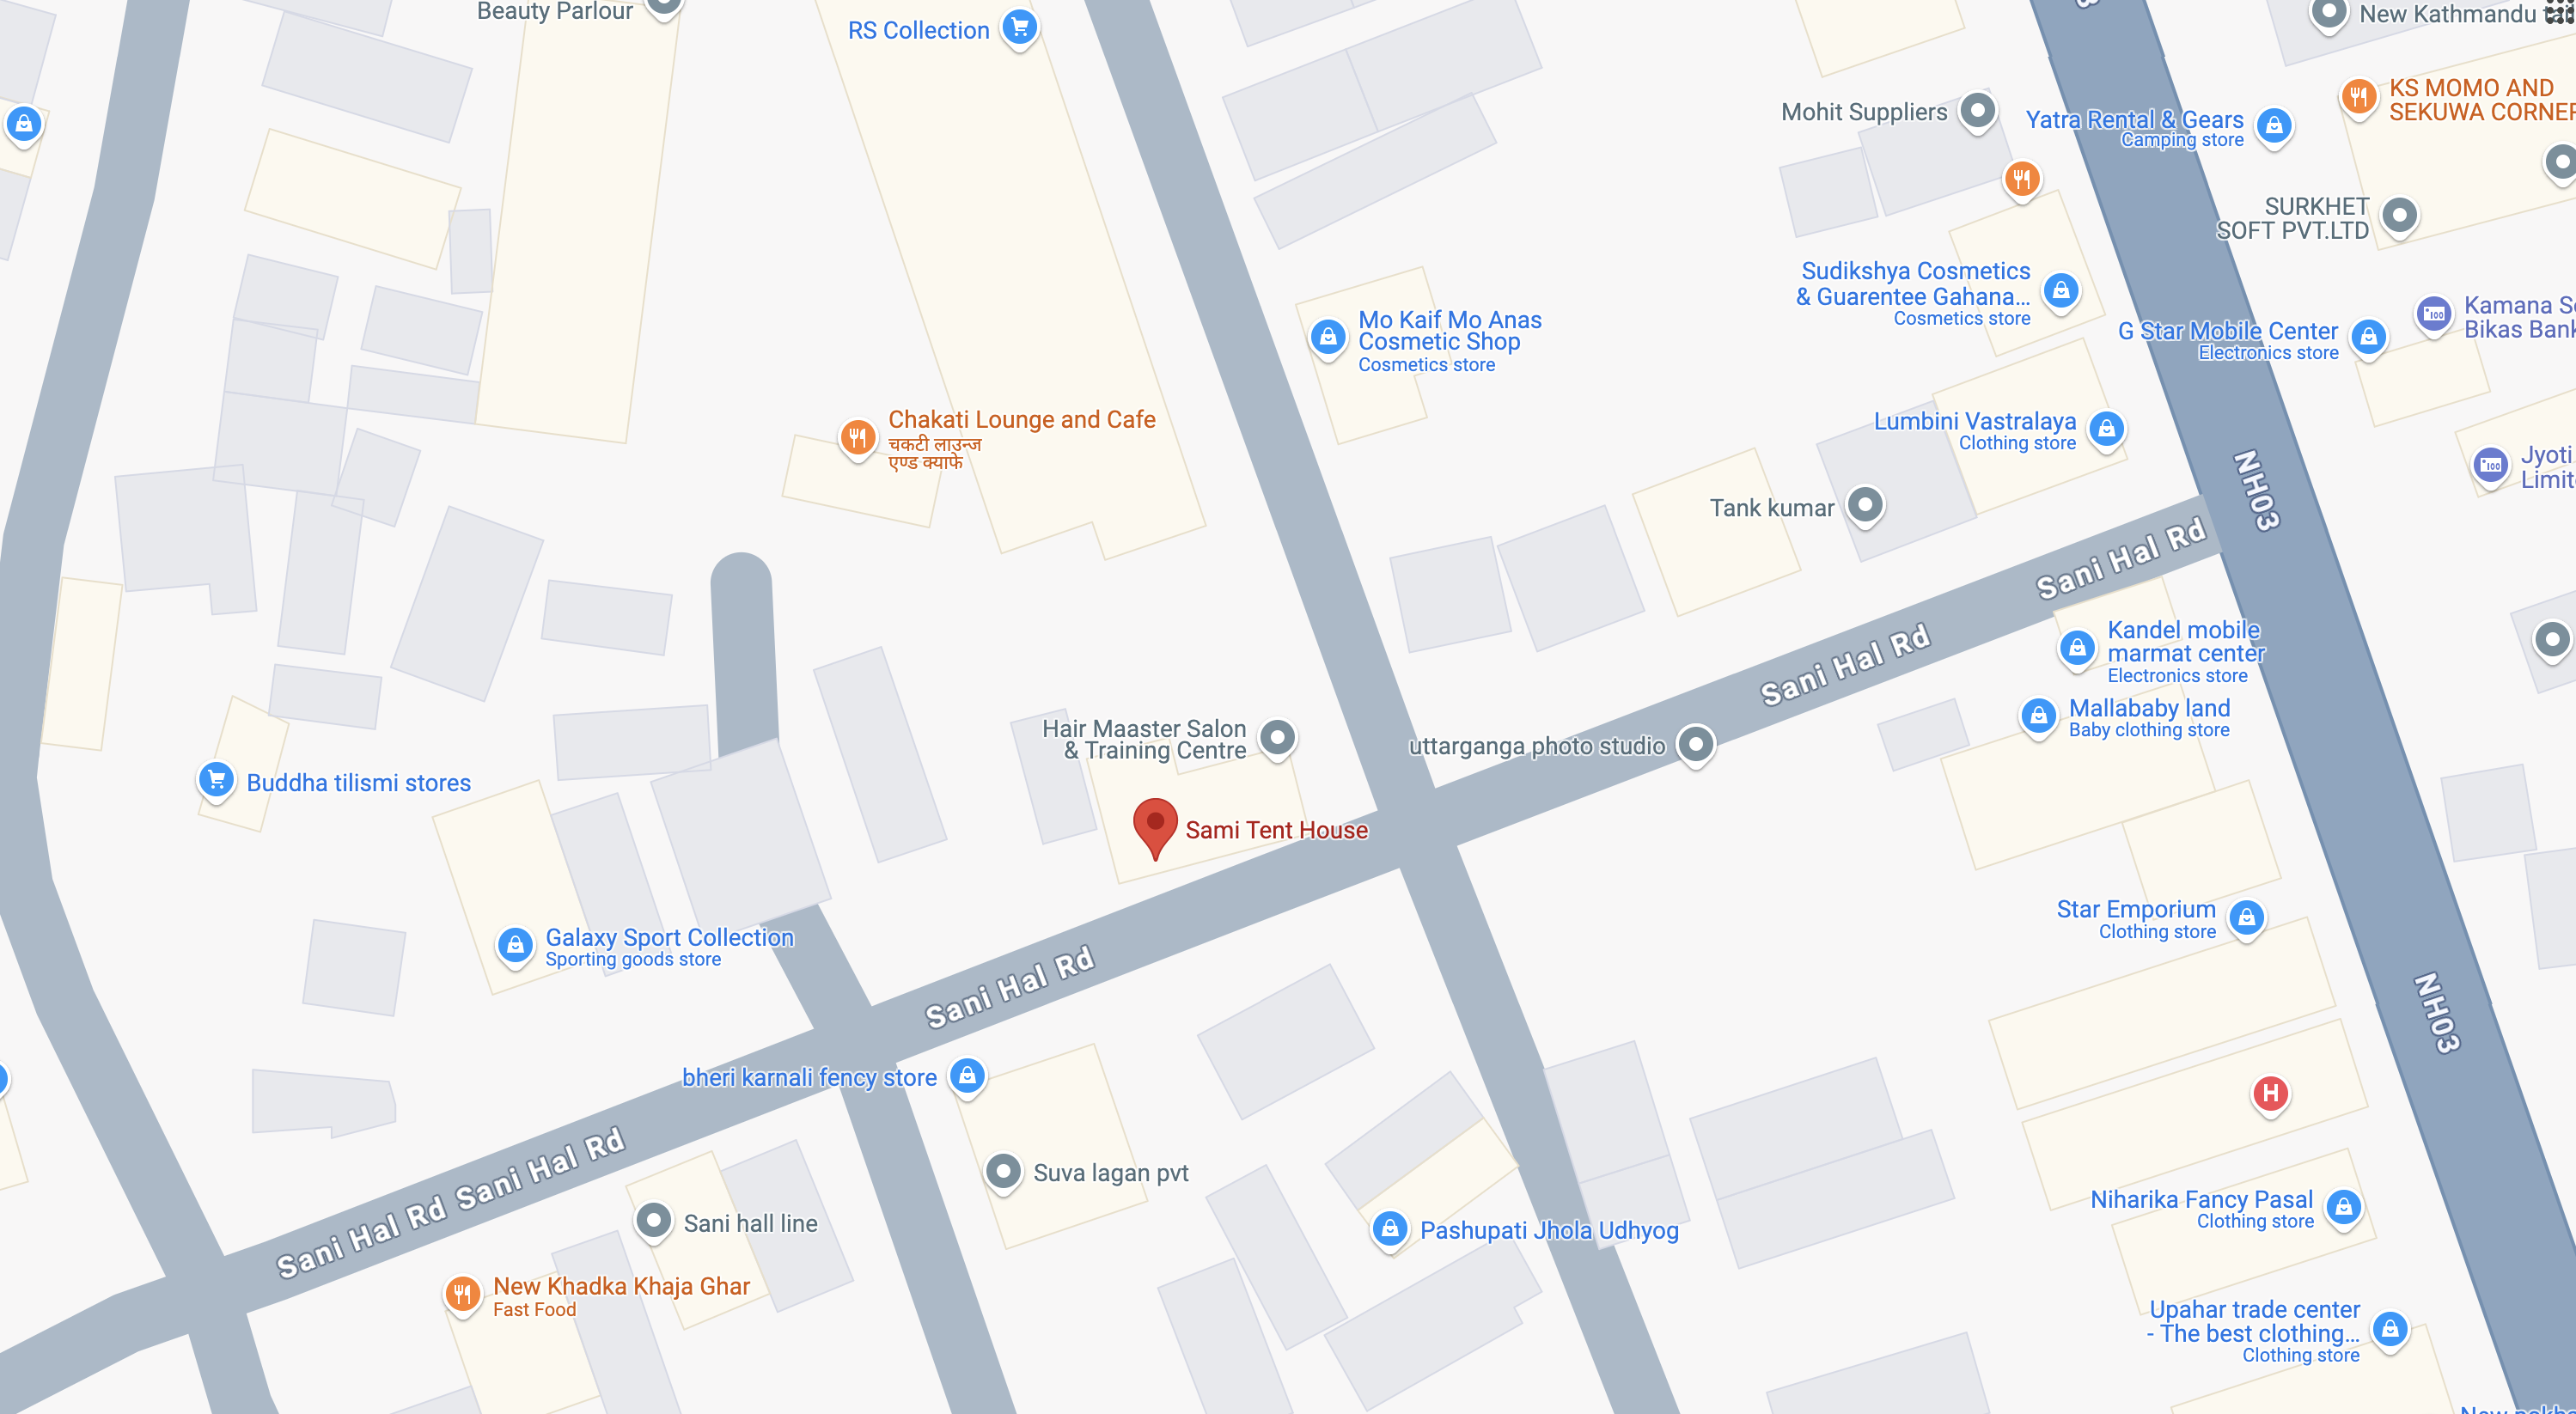 Beauty Parlour
RS Collection
New Kathmandu
Mohit Suppliers
Yatra Rental & Gears
Camping store
KS MOMO AND
SEKUWA CORNER
SURKHET
SOFT PVT.LTD
Sudikshya Cosmetics
& Guarentee Gahana...
Cosmetics store
Kamana
Bikas Bank
G Star Mobile Center
Electronics store
Mo Kaif Mo Anas
Cosmetic Shop
Cosmetics store
Chakati Lounge and Cafe
चकटी लाउन्ज
एण्ड क्याफे
Lumbini Vastralaya
Clothing store
Jyoti
Tank kumar
NH03
Sani Hal Rd
Sani Hal Rd
Kandel mobile
marmat center
Electronics store
Mallababy land
Baby clothing store
Hair Maaster Salon
& Training Centre
uttarganga photo studio
Buddha tilismi stores
Sami Tent House
Star Emporium
Clothing store
Galaxy Sport Collection
Sporting goods store
Sani Hal Rd
NH03
bheri karnali fency store
H
Sani Hal Rd
Sani Hal Rd
Suva lagan pvt
Sani hall line
Pashupati Jhola Udhyog
Niharika Fancy Pasal
Clothing store
New Khadka Khaja Ghar
Fast Food
Upahar trade center
- The best clothing...
Clothing store